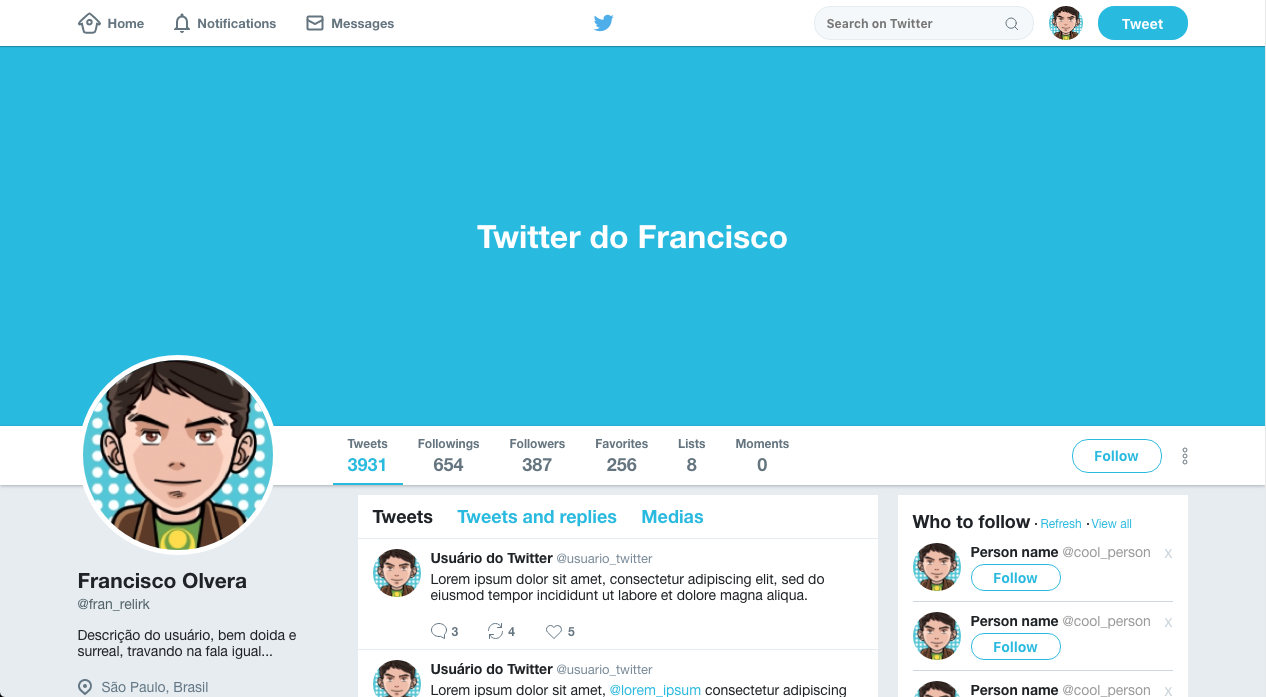 Home Notifications Messages Search on Twitter Tweet
Twitter do Francisco
Tweets Followings Followers Favorites Lists Moments
3931 654 387 256 8 0
Follow
Francisco Olvera
@fran_relirk
Descrição do usuário, bem doida e
surreal, travando na fala igual...
São Paulo, Brasil
Tweets Tweets and replies Medias
Usuário do Twitter @usuario_twitter
Lorem ipsum dolor sit amet, consectetur adipiscing elit, sed do
eiusmod tempor incididunt ut labore et dolore magna aliqua.
3 4 5
Usuário do Twitter @usuario_twitter
Lorem ipsum dolor sit amet, @lorem_ipsum consectetur adipiscing
Who to follow · Refresh · View all
Person name @cool_person x
Follow
Person name @cool_person x
Follow
Person name @cool_person x